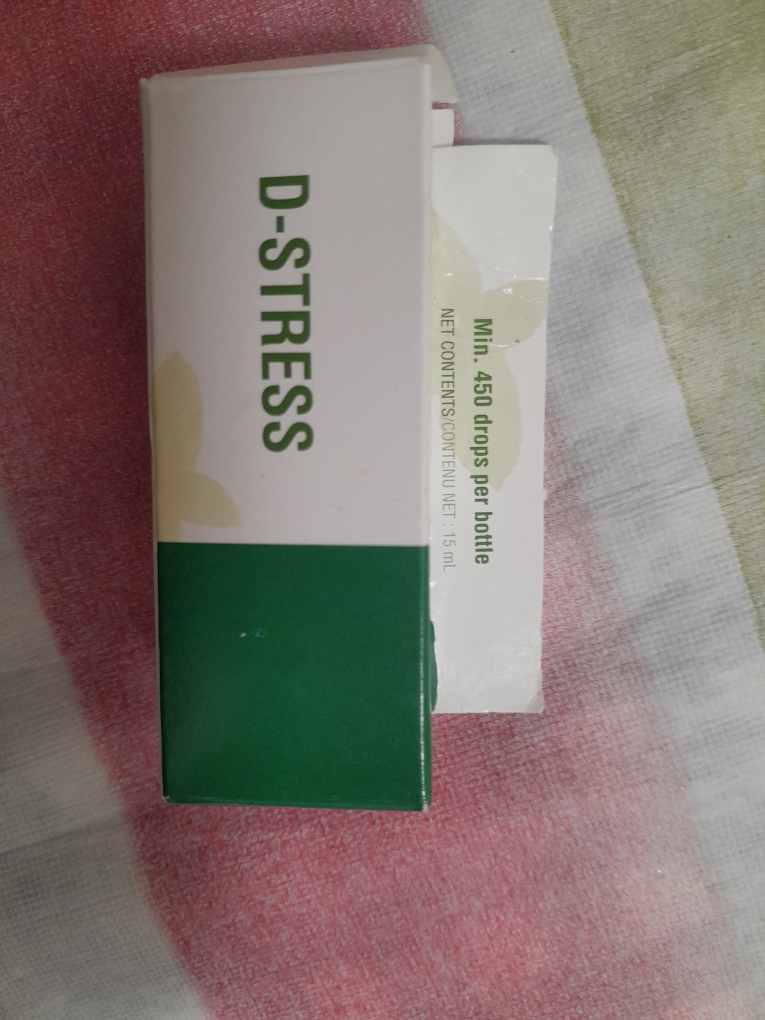 D-STRESS
Min. 450 drops per bottle
NET CONTENTS/CONTENU NET : 15 mL